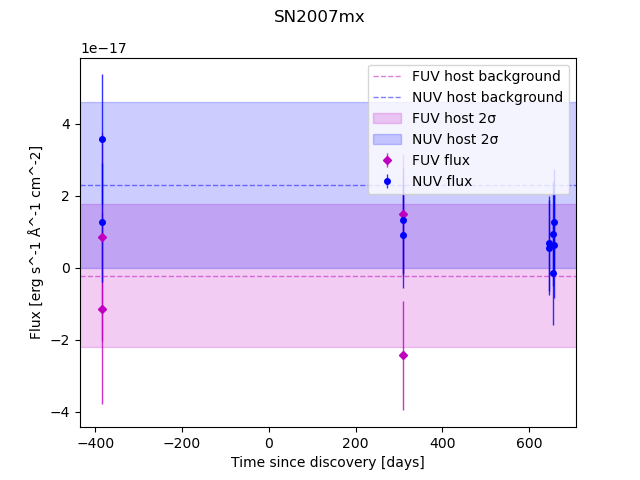 SN2007mx
1e−17
FUV host background
NUV host background
FUV host 2σ
NUV host 2σ
FUV flux
NUV flux
4
2
0
−2
−4
Flux [erg s^-1 Å^-1 cm^-2]
−400
−200
0
200
400
600
Time since discovery [days]